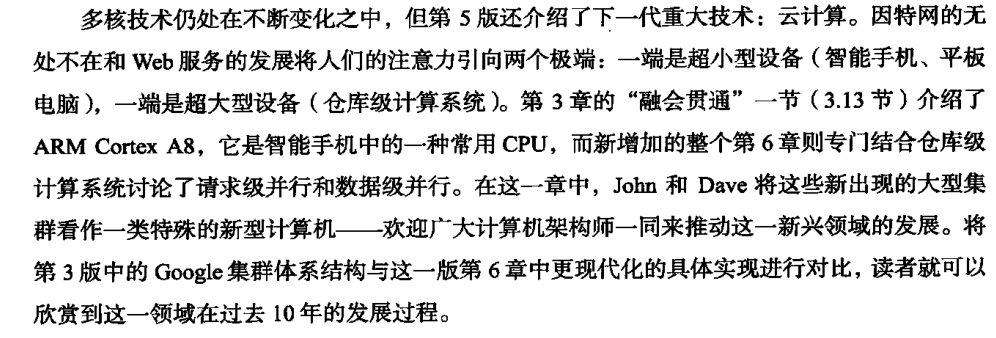 多核技术仍处在不断变化之中，但第 5 版还介绍了下一代重大技术：云计算。因特网的无
处不在和 Web 服务的发展将人们的注意力引向两个极端：一端是超小型设备（智能手机、平板
电脑），一端是超大型设备（仓库级计算系统）。第 3 章的“融会贯通”一节（3.13 节）介绍了
ARM Cortex A8，它是智能手机中的一种常用 CPU，而新增加的整个第 6 章则专门结合仓库级
计算系统讨论了请求级并行和数据级并行。在这一章中，John 和 Dave 将这些新出现的大型集
群看作一类特殊的新型计算机——欢迎广大计算机架构师一同来推动这一新兴领域的发展。将
第 3 版中的 Google 集群体系结构与这一版第 6 章中更现代化的具体实现进行对比，读者就可以
欣赏到这一领域在过去 10 年的发展过程。